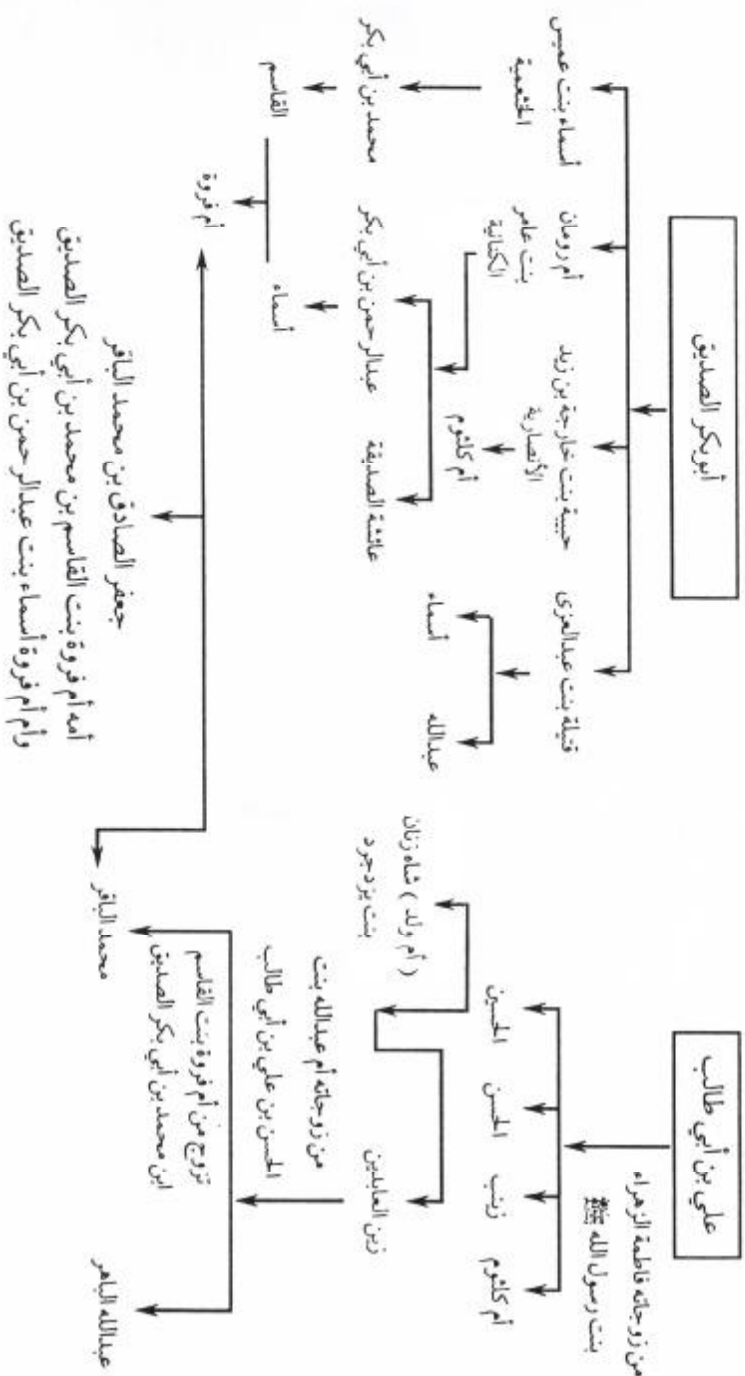 أبو بكر الصديق
أسماء بنت عميس
الخثعمية
أم رومان
بنت عامر
الكنانية
حبيبة بنت خارجة بن زيد
الأنصارية
قتيلة بنت عبدالعزى
محمد بن أبي بكر
عبدالرحمن بن أبي بكر
عائشة الصديقة
أم كلثوم
أسماء
عبدالله
القاسم
أسماء
أم فروة
جعفر الصادق بن محمد الباقر
أمه أم فروة بنت القاسم بن محمد بن أبي بكر الصديق
وأم أم فروة أسماء بنت عبدالرحمن بن أبي بكر الصديق
علي بن أبي طالب
من زوجاته فاطمة الزهراء
بنت رسول الله ﷺ
الحسين
الحسن
زينب
أم كلثوم
( أم ولد ) شاه زنان
بنت يزدجرد
زين العابدين
من زوجاته أم عبدالله بنت
الحسن بن علي بن أبي طالب
تزوج من أم فروة بنت القاسم
ابن محمد بن أبي بكر الصديق
محمد الباقر
عبدالله الباهر